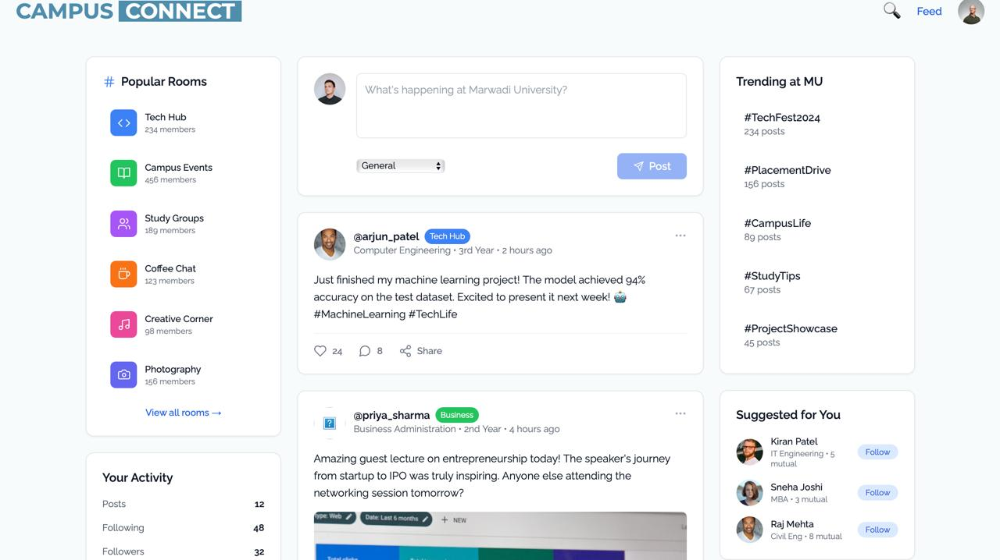 CAMPUS CONNECT
Feed
Popular Rooms
Tech Hub
234 members
Campus Events
456 members
Study Groups
189 members
Coffee Chat
123 members
Creative Corner
98 members
Photography
156 members
View all rooms →
Your Activity
Posts 12
Following 48
Followers 32
What's happening at Marwadi University?
General
Post
@arjun_patel Tech Hub
Computer Engineering • 3rd Year • 2 hours ago
Just finished my machine learning project! The model achieved 94%
accuracy on the test dataset. Excited to present it next week! 🤖
#MachineLearning #TechLife
24 8 Share
@priya_sharma Business
Business Administration • 2nd Year • 4 hours ago
Amazing guest lecture on entrepreneurship today! The speaker's journey
from startup to IPO was truly inspiring. Anyone else attending the
networking session tomorrow?
ype: Web Date: Last 6 months + NEW
Total clicks
Trending at MU
#TechFest2024
234 posts
#PlacementDrive
156 posts
#CampusLife
89 posts
#StudyTips
67 posts
#ProjectShowcase
45 posts
Suggested for You
Kiran Patel
IT Engineering • 5
mutual
Follow
Sneha Joshi
MBA • 3 mutual
Follow
Raj Mehta
Civil Eng • 8 mutual
Follow